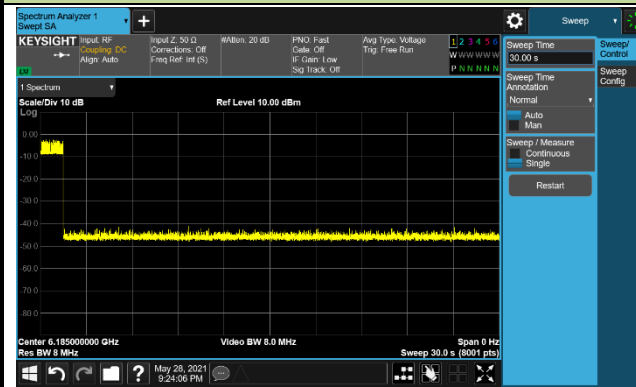 Spectrum Analyzer 1
Swept SA
+
Sweep
KEYSIGHT
Input: RF
Coupling: DC
Align: Auto
Input Z: 50 Ω
Corrections: Off
Freq Ref: Int (S)
#Atten: 20 dB
PNO: Fast
Gate: Off
IF Gain: Low
Sig Track: Off
Avg Type: Voltage
Trig: Free Run
1 2 3 4 5 6
W W W W W W
P N N N N N
1 Spectrum
Scale/Div 10 dB
Ref Level 10.00 dBm
Log
0.00
-10.0
-20.0
-30.0
-40.0
-50.0
-60.0
-70.0
-80.0
Center 6.185000000 GHz
Video BW 8.0 MHz
Span 0 Hz
Res BW 8 MHz
Sweep 30.0 s (8001 pts)
Sweep Time
30.00 s
Sweep Time
Annotation
Normal
Auto
Man
Sweep / Measure
Continuous
Single
Restart
Sweep/
Control
Sweep
Config
?
May 28, 2021
9:24:06 PM